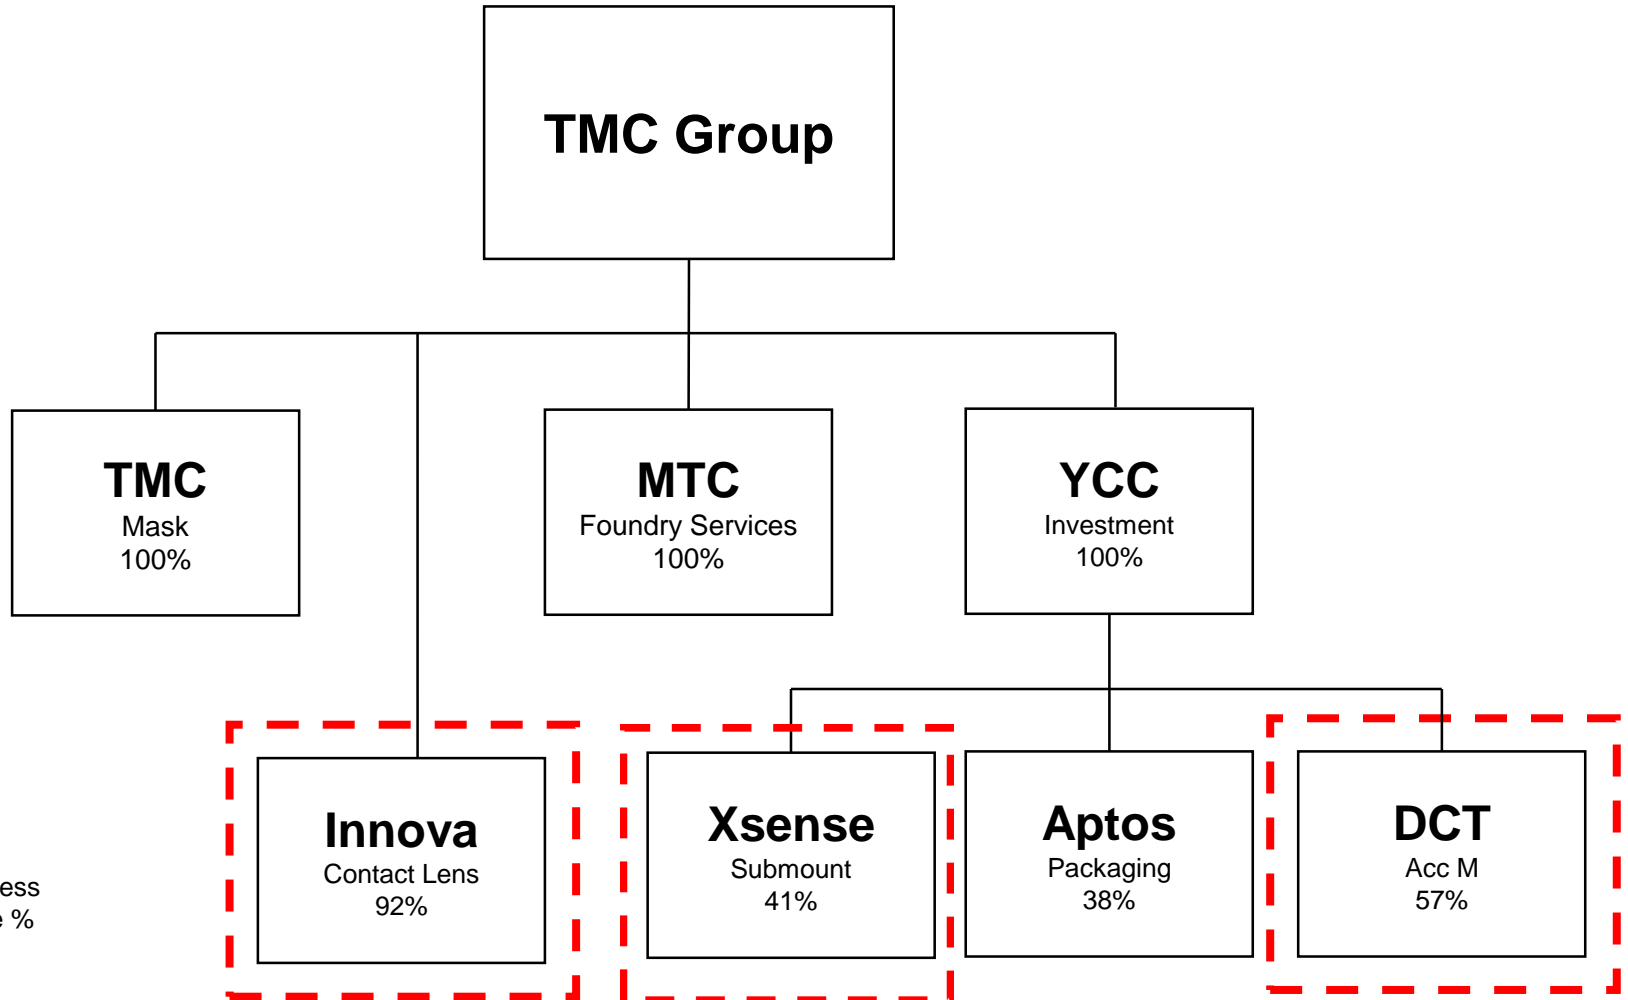 TMC Group
TMC
Mask
100%
MTC
Foundry Services
100%
YCC
Investment
100%
Innova
Contact Lens
92%
Xsense
Submount
41%
Aptos
Packaging
38%
DCT
Acc M
57%
%